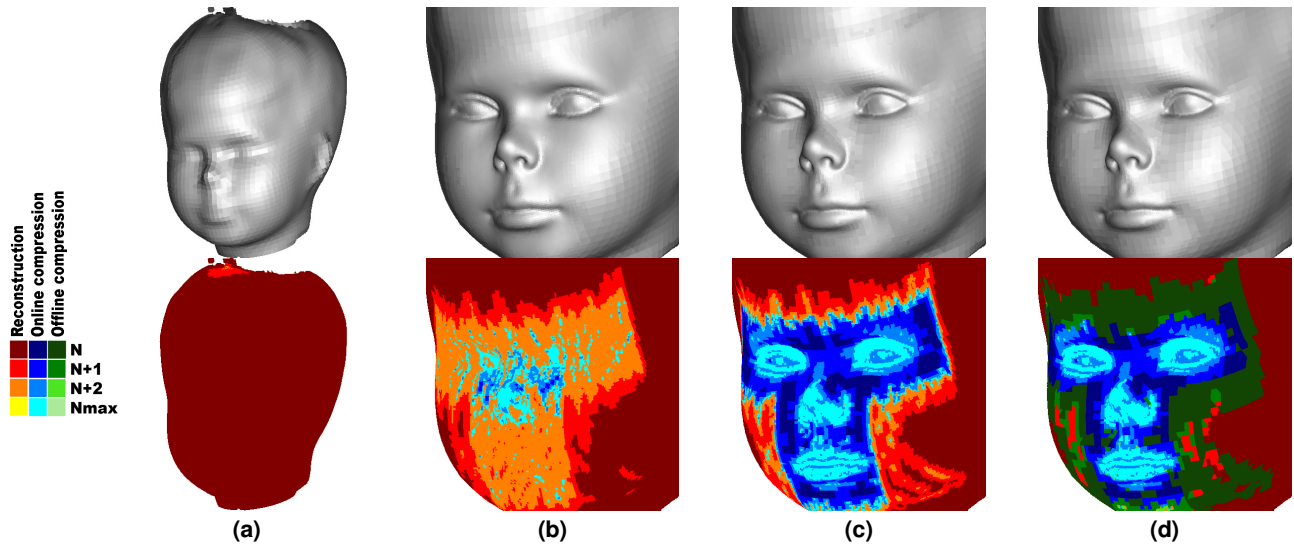 Reconstruction
Online compression
Offline compression
N
N+1
N+2
Nmax
(a)
(b)
(c)
(d)